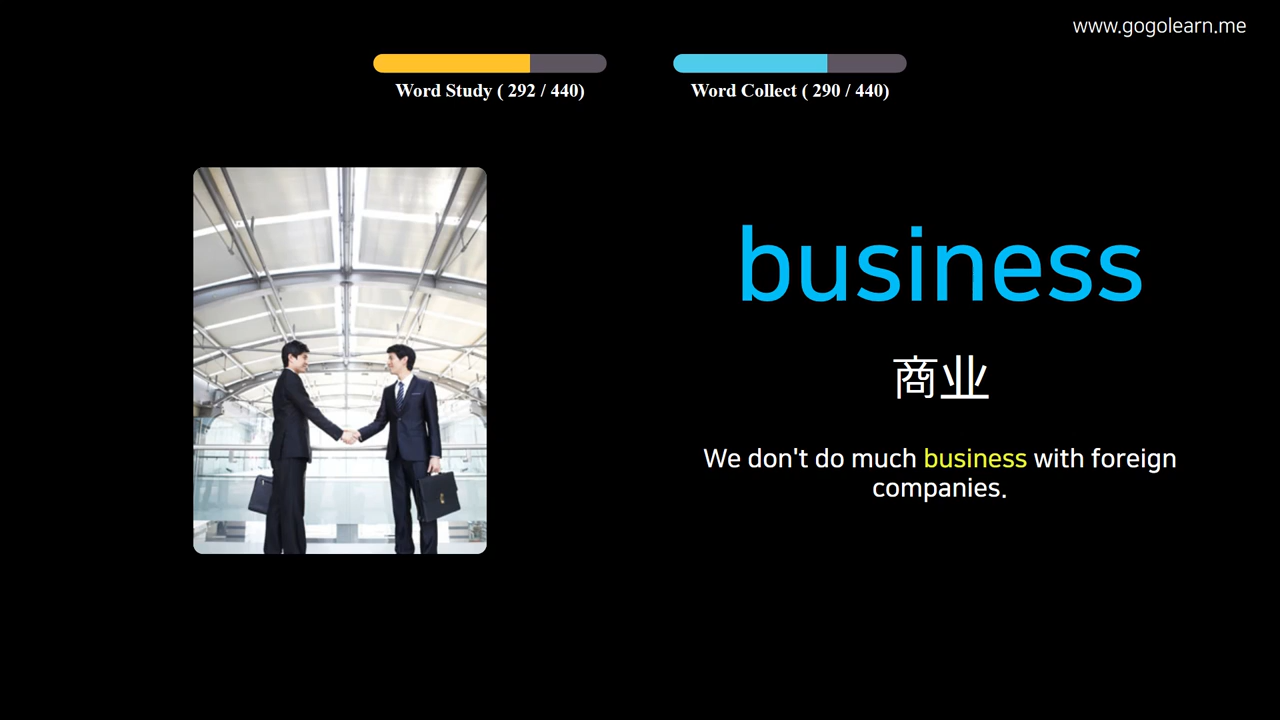 www.gogolearn.me
Word Study ( 292 / 440)
Word Collect ( 290 / 440)
business
商业
We don't do much business with foreign
companies.